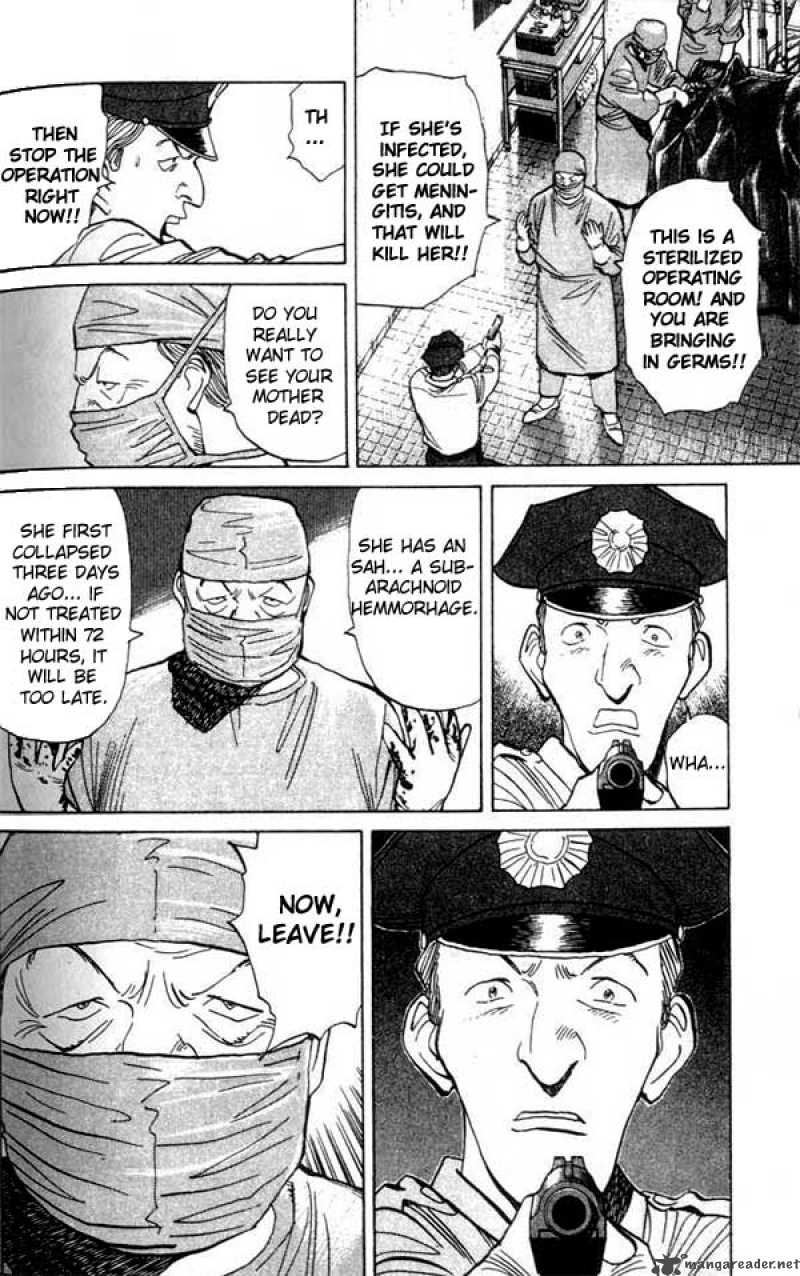 THIS IS A
STERILIZED
OPERATING
ROOM! AND
YOU ARE
BRINGING
IN GERMS!!
IF SHE'S
INFECTED,
SHE COULD
GET MENIN-
GITIS, AND
THAT WILL
KILL HER!!
TH
...
THEN
STOP THE
OPERATION
RIGHT
NOW!!
DO YOU
REALLY
WANT TO
SEE YOUR
MOTHER
DEAD?
WHA...
SHE HAS AN
SAH... A SUB-
ARACHNOID
HEMMORHAGE.
SHE FIRST
COLLAPSED
THREE DAYS
AGO... IF
NOT TREATED
WITHIN 72
HOURS, IT
WILL BE
TOO LATE.
NOW,
LEAVE!!
mangareader.net